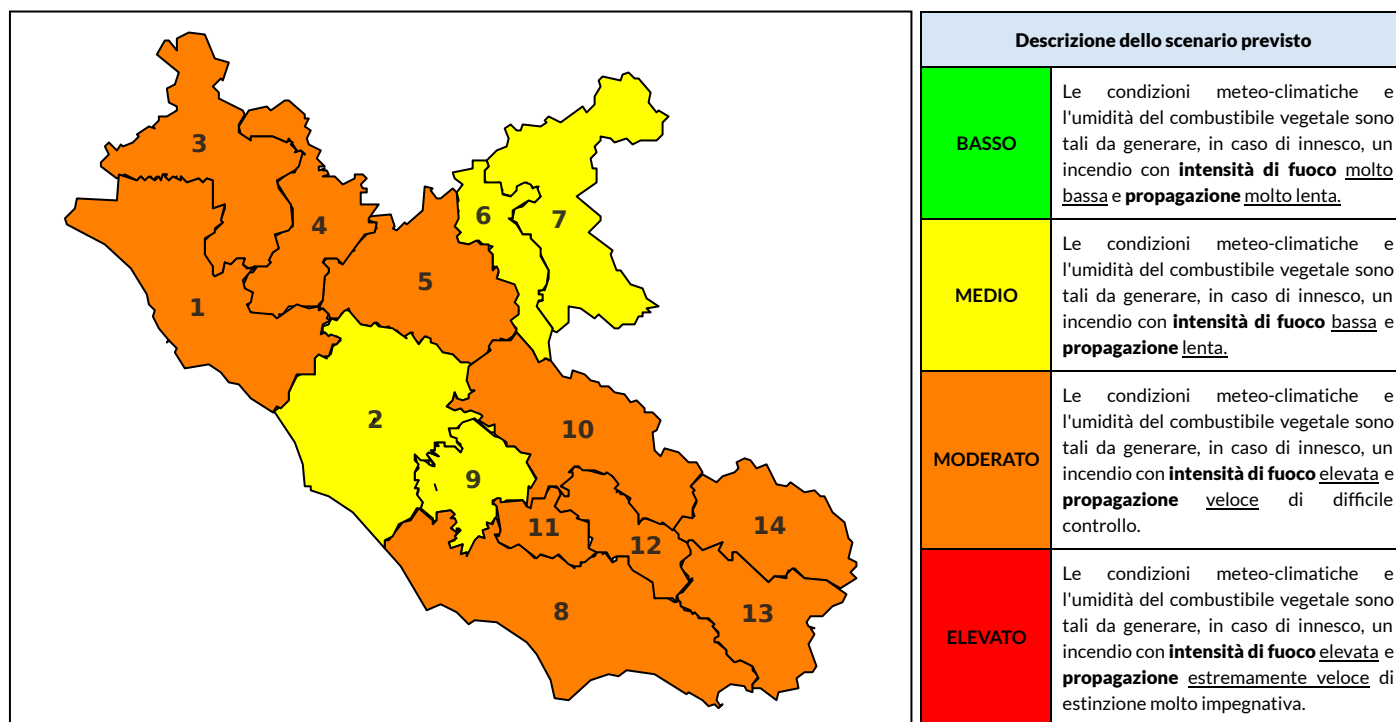 3
4
6
7
5
1
2
10
9
11
14
12
8
13
Descrizione dello scenario previsto
BASSO
Le condizioni meteo-climatiche e
l'umidità del combustibile vegetale sono
tali da generare, in caso di innesco, un
incendio con intensità di fuoco molto
bassa e propagazione molto lenta.
MEDIO
Le condizioni meteo-climatiche e
l'umidità del combustibile vegetale sono
tali da generare, in caso di innesco, un
incendio con intensità di fuoco bassa e
propagazione lenta.
MODERATO
Le condizioni meteo-climatiche e
l'umidità del combustibile vegetale sono
tali da generare, in caso di innesco, un
incendio con intensità di fuoco elevata e
propagazione veloce di difficile
controllo.
ELEVATO
Le condizioni meteo-climatiche e
l'umidità del combustibile vegetale sono
tali da generare, in caso di innesco, un
incendio con intensità di fuoco elevata e
propagazione estremamente veloce di
estinzione molto impegnativa.